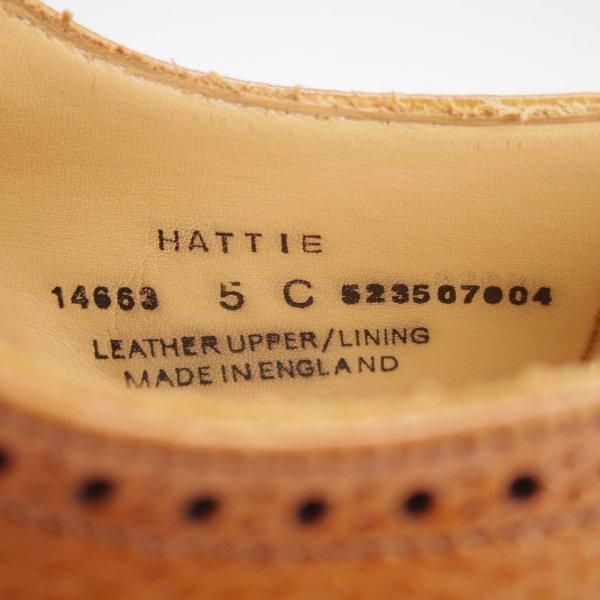 HATTIE
14663 5 C 523507004
LEATHER UPPER/LINING
MADE IN ENGLAND